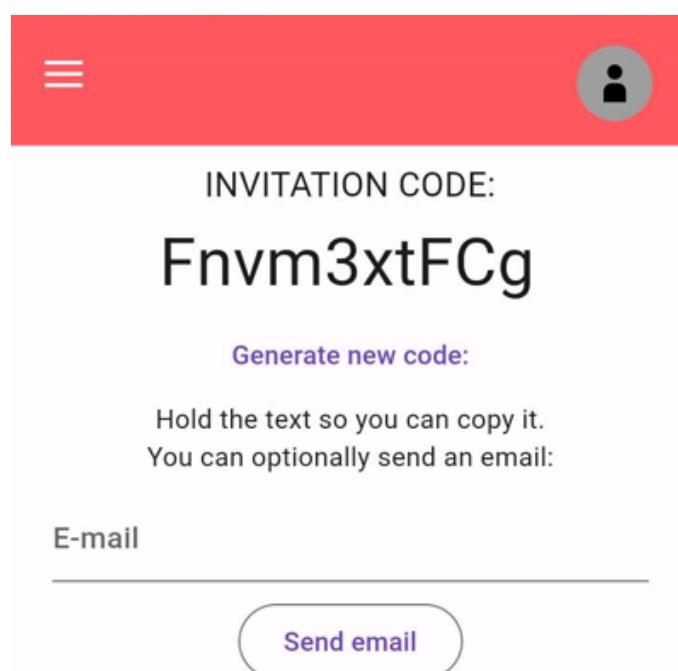 INVITATION CODE:
Fnvm3xtFCg
Generate new code:
Hold the text so you can copy it.
You can optionally send an email:
E-mail
Send email